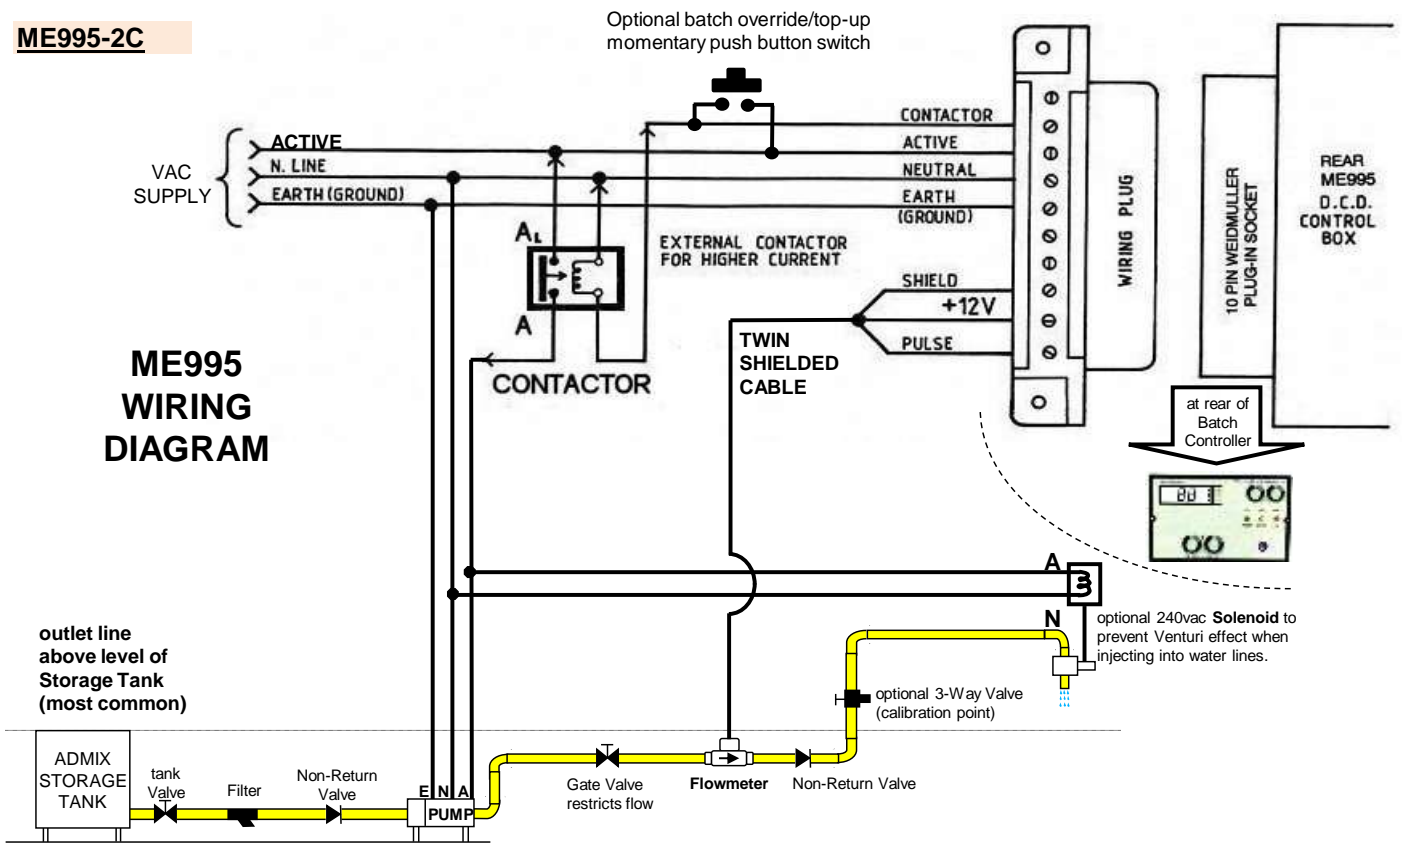 ME995-2C
Optional batch override/top-up
momentary push button switch
CONTACTOR
ACTIVE
ACTIVE
N. LINE
NEUTRAL
VAC
SUPPLY
EARTH (GROUND)
EARTH
(GROUND)
A L
EXTERNAL CONTACTOR
FOR HIGHER CURRENT
A
CONTACTOR
SHIELD
+12V
PULSE
WIRING PLUG
10 PIN WEIDMULLER
PLUG-IN SOCKET
REAR
ME995
D.C.D.
CONTROL
BOX
TWIN
SHIELDED
CABLE
ME995
WIRING
DIAGRAM
at rear of
Batch
Controller
A
N
optional 240vac Solenoid to
prevent Venturi effect when
injecting into water lines.
outlet line
above level of
Storage Tank
(most common)
optional 3-Way Valve
(calibration point)
ADMIX
STORAGE
TANK
tank
Valve
Filter
Non-Return
Valve
E N A
PUMP
Gate Valve
restricts flow
Flowmeter
Non-Return Valve